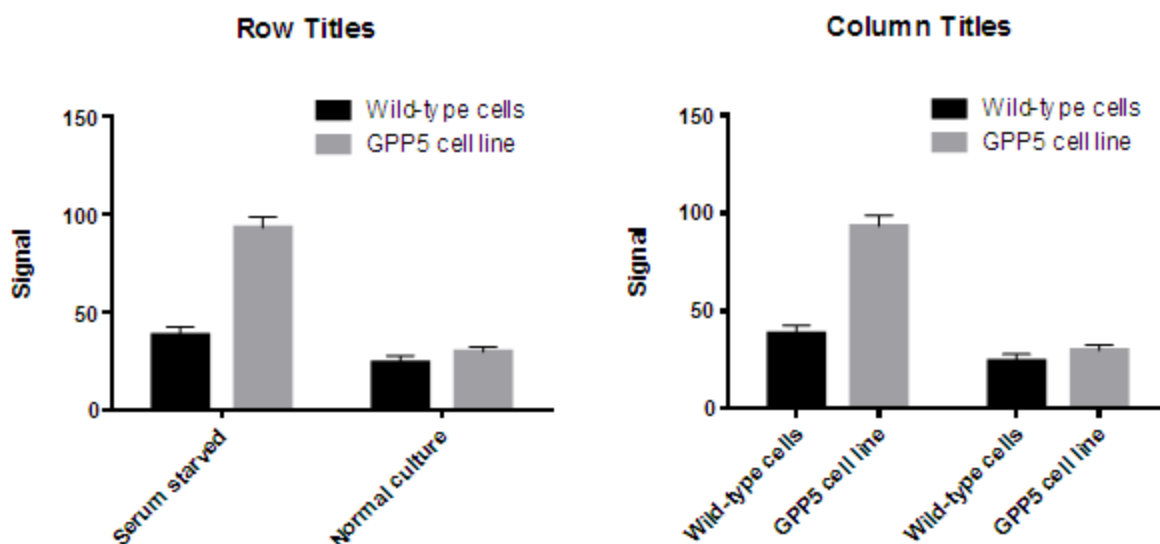 Row Titles
Wild-type cells
GPP5 cell line
150
100
50
0
Signal
Serum starved
Normal culture
Column Titles
Wild-type cells
GPP5 cell line
150
100
50
0
Signal
Wild-type cells
GPP5 cell line
Wild-type cells
GPP5 cell line